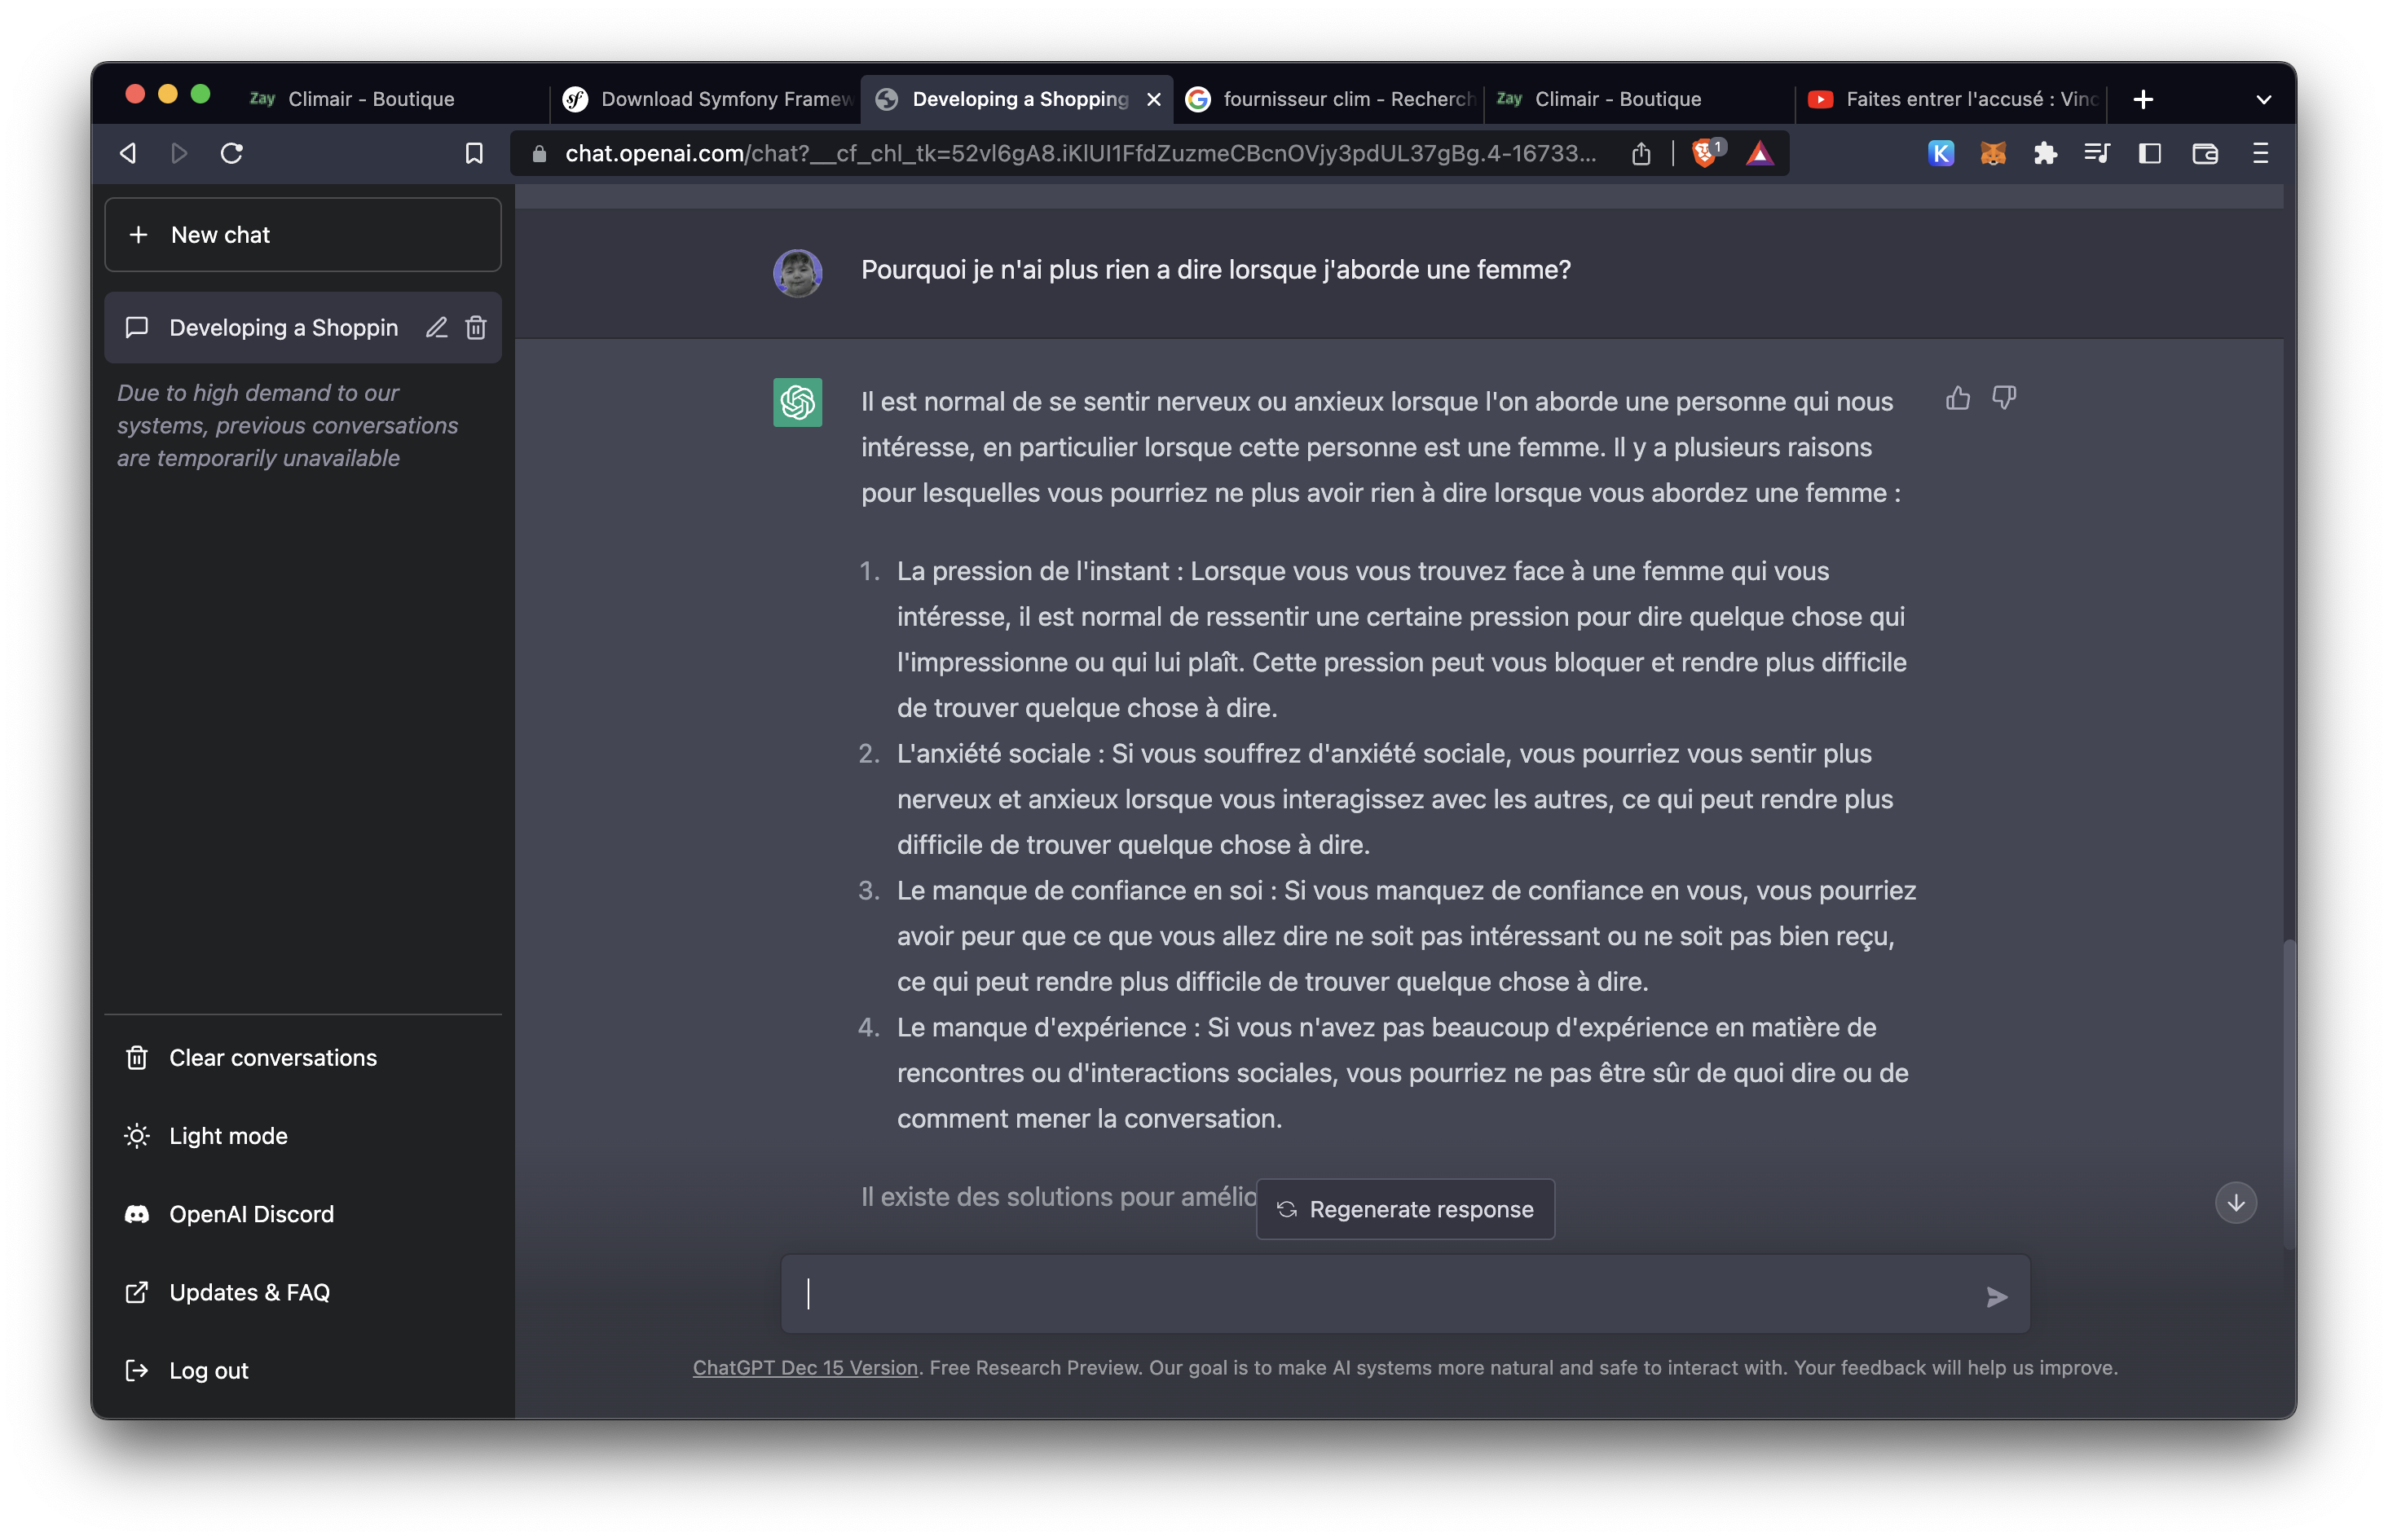 Zay Climair - Boutique
sf Download Symfony Framew
Developing a Shopping
fournisseur clim - Recherch
Zay Climair - Boutique
Faites entrer l'accusé : Vinc
chat.openai.com/chat?__cf_chl_tk=52vl6gA8.iKlUI1FfdZuzmeCBcnOVjy3pdUL37gBg.4-16733...
1
K
New chat
Developing a Shoppin
Due to high demand to our
systems, previous conversations
are temporarily unavailable
Clear conversations
Light mode
OpenAI Discord
Updates & FAQ
Log out
Pourquoi je n'ai plus rien a dire lorsque j'aborde une femme?
Il est normal de se sentir nerveux ou anxieux lorsque l'on aborde une personne qui nous
intéresse, en particulier lorsque cette personne est une femme. Il y a plusieurs raisons
pour lesquelles vous pourriez ne plus avoir rien à dire lorsque vous abordez une femme :
1. La pression de l'instant : Lorsque vous vous trouvez face à une femme qui vous
intéresse, il est normal de ressentir une certaine pression pour dire quelque chose qui
l'impressionne ou qui lui plaît. Cette pression peut vous bloquer et rendre plus difficile
de trouver quelque chose à dire.
2. L'anxiété sociale : Si vous souffrez d'anxiété sociale, vous pourriez vous sentir plus
nerveux et anxieux lorsque vous interagissez avec les autres, ce qui peut rendre plus
difficile de trouver quelque chose à dire.
3. Le manque de confiance en soi : Si vous manquez de confiance en vous, vous pourriez
avoir peur que ce que vous allez dire ne soit pas intéressant ou ne soit pas bien reçu,
ce qui peut rendre plus difficile de trouver quelque chose à dire.
4. Le manque d'expérience : Si vous n'avez pas beaucoup d'expérience en matière de
rencontres ou d'interactions sociales, vous pourriez ne pas être sûr de quoi dire ou de
comment mener la conversation.
Il existe des solutions pour amélio
Regenerate response
ChatGPT Dec 15 Version. Free Research Preview. Our goal is to make AI systems more natural and safe to interact with. Your feedback will help us improve.